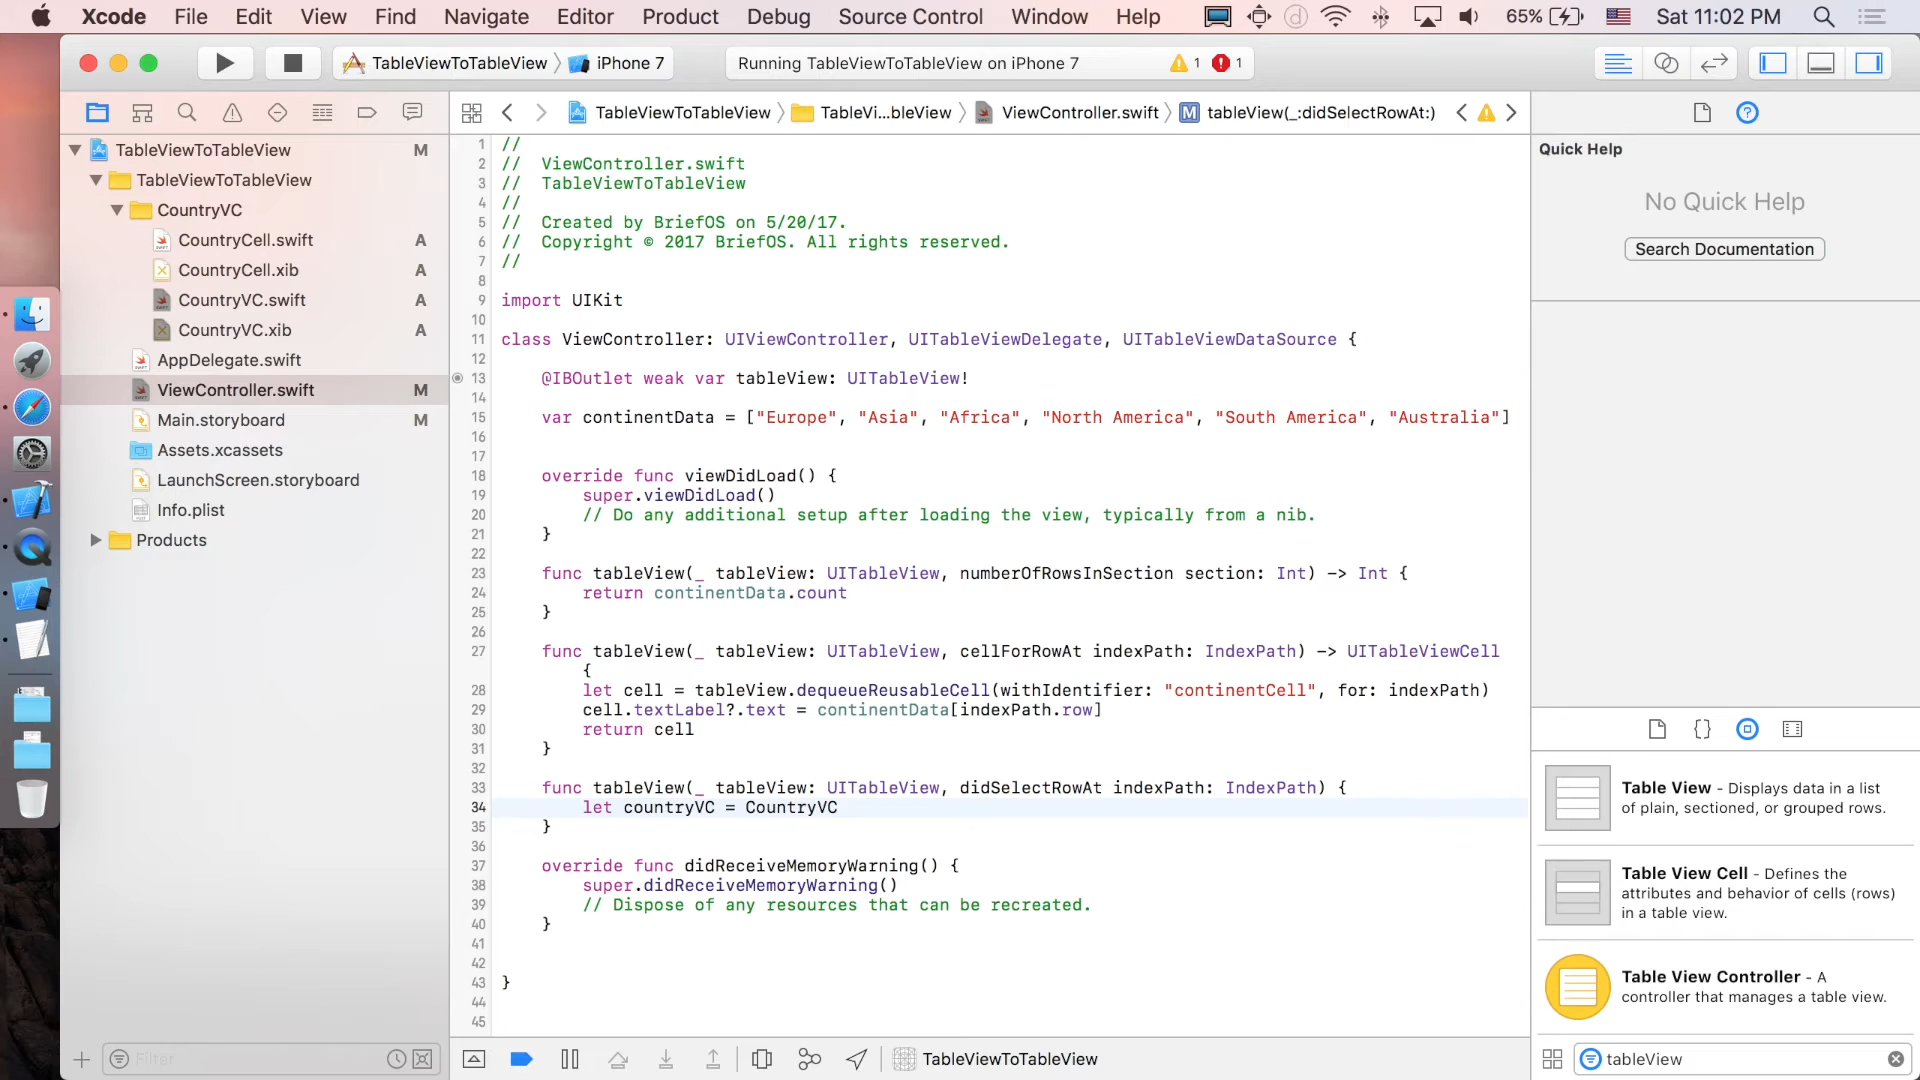 Xcode File Edit View Find Navigate Editor Product Debug Source Control Window Help 65% Sat 11:02 PM
TableViewToTableView iPhone 7
Running TableViewToTableView on iPhone 7 1 1
TableViewToTableView TableVi...bleView ViewController.swift M tableView(_:didSelectRowAt:)
TableViewToTableView M
TableViewToTableView
CountryVC
CountryCell.swift A
CountryCell.xib A
CountryVC.swift A
CountryVC.xib A
AppDelegate.swift
ViewController.swift M
Main.storyboard M
Assets.xcassets
LaunchScreen.storyboard
Info.plist
Products
Filter
1 //
2 //  ViewController.swift
3 //  TableViewToTableView
4 //
5 //  Created by BriefOS on 5/20/17.
6 //  Copyright © 2017 BriefOS. All rights reserved.
7 //
8
9 import UIKit
10
11 class ViewController: UIViewController, UITableViewDelegate, UITableViewDataSource {
12
13     @IBOutlet weak var tableView: UITableView!
14
15     var continentData = ["Europe", "Asia", "Africa", "North America", "South America", "Australia"]
16
17
18     override func viewDidLoad() {
19         super.viewDidLoad()
20         // Do any additional setup after loading the view, typically from a nib.
21     }
22
23     func tableView(_ tableView: UITableView, numberOfRowsInSection section: Int) -> Int {
24         return continentData.count
25     }
26
27     func tableView(_ tableView: UITableView, cellForRowAt indexPath: IndexPath) -> UITableViewCell
{
28         let cell = tableView.dequeueReusableCell(withIdentifier: "continentCell", for: indexPath)
29         cell.textLabel?.text = continentData[indexPath.row]
30         return cell
31     }
32
33     func tableView(_ tableView: UITableView, didSelectRowAt indexPath: IndexPath) {
34         let countryVC = CountryVC
35     }
36
37     override func didReceiveMemoryWarning() {
38         super.didReceiveMemoryWarning()
39         // Dispose of any resources that can be recreated.
40     }
41
42
43 }
44
45
TableViewToTableView
Quick Help
No Quick Help
Search Documentation
Table View - Displays data in a list
of plain, sectioned, or grouped rows.
Table View Cell - Defines the
attributes and behavior of cells (rows)
in a table view.
Table View Controller - A
controller that manages a table view.
tableView